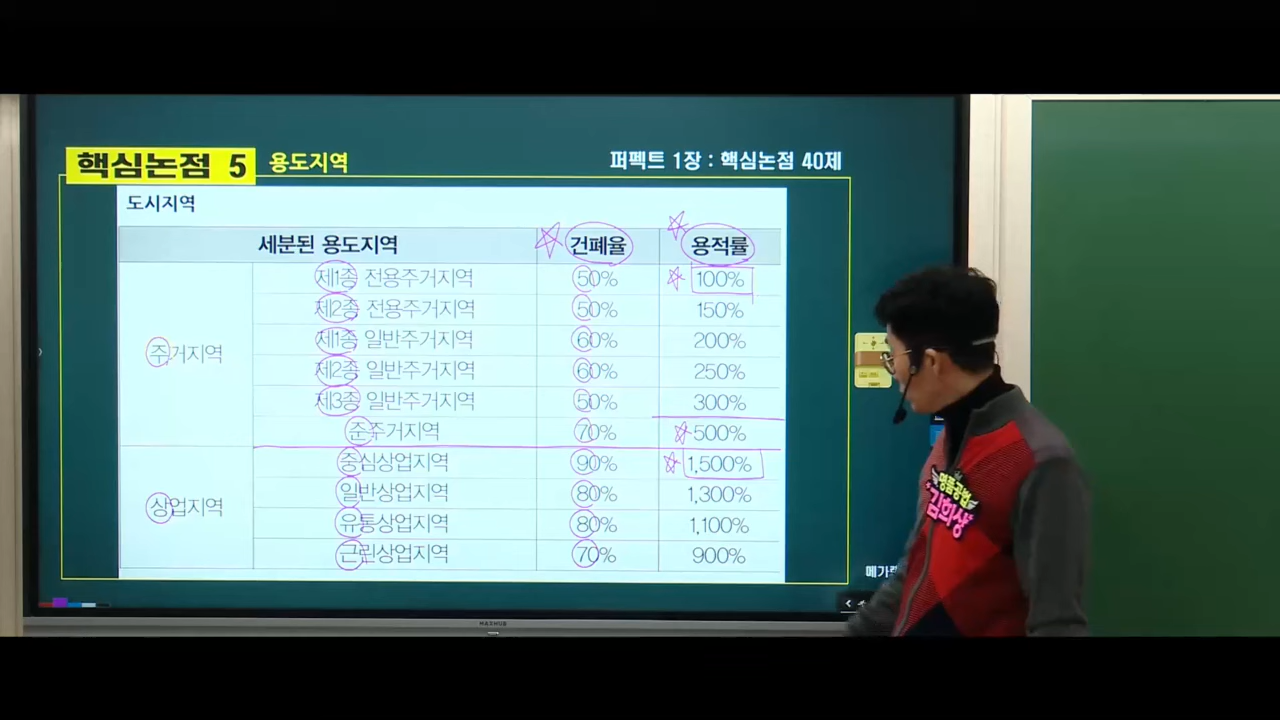 핵심논점 5 용도지역 퍼펙트 1장 : 핵심논점 40제
도시지역
세분된 용도지역 건폐율 용적률
주거지역
제1종 전용주거지역 50% 100%
제2종 전용주거지역 50% 150%
제1종 일반주거지역 60% 200%
제2종 일반주거지역 60% 250%
제3종 일반주거지역 50% 300%
준주거지역 70% 500%
상업지역
중심상업지역 90% 1,500%
일반상업지역 80% 1,300%
유통상업지역 80% 1,100%
근린상업지역 70% 900%
명품공법
김희상
메가
MAXHUB